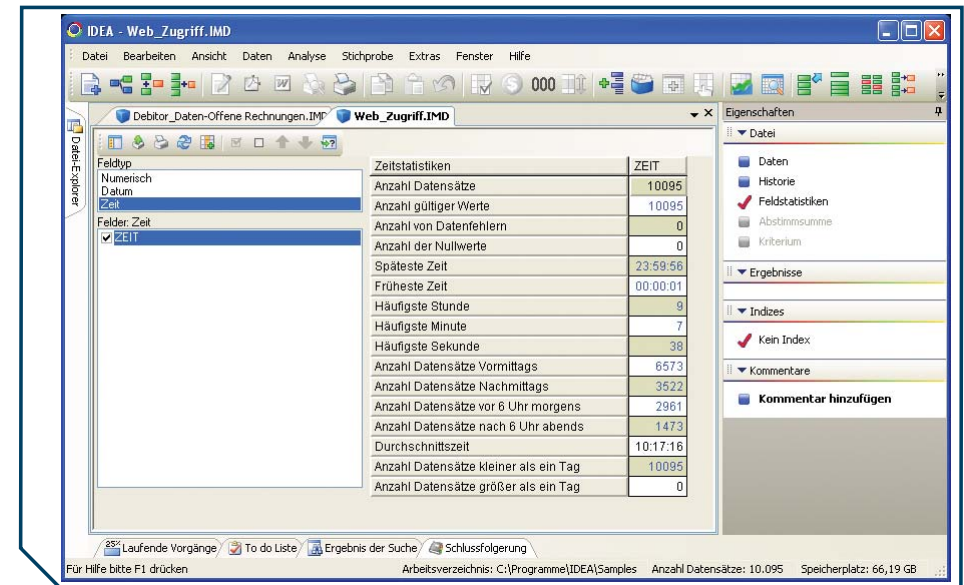 IDEA - Web_Zugriff.IMD
Datei Bearbeiten Ansicht Daten Analyse Stichprobe Extras Fenster Hilfe
000
Debitor_Daten-Offene Rechnungen.IMD Web_Zugriff.IMD
Datei-Explorer
Feldtyp
Numerisch
Datum
Zeit
Felder: Zeit
ZEIT
Zeitstatistiken ZEIT
Anzahl Datensätze 10095
Anzahl gültiger Werte 10095
Anzahl von Datenfehlern 0
Anzahl der Nullwerte 0
Späteste Zeit 23:59:56
Früheste Zeit 00:00:01
Häufigste Stunde 9
Häufigste Minute 7
Häufigste Sekunde 38
Anzahl Datensätze Vormittags 6573
Anzahl Datensätze Nachmittags 3522
Anzahl Datensätze vor 6 Uhr morgens 2961
Anzahl Datensätze nach 6 Uhr abends 1473
Durchschnittszeit 10:17:16
Anzahl Datensätze kleiner als ein Tag 10095
Anzahl Datensätze größer als ein Tag 0
Eigenschaften
Datei
Daten
Historie
Feldstatistiken
Abstimmsumme
Kriterium
Ergebnisse
Indizes
Kein Index
Kommentare
Kommentar hinzufügen
25% Laufende Vorgänge To do Liste Ergebnis der Suche Schlussfolgerung
Für Hilfe bitte F1 drücken Arbeitsverzeichnis: C:\Programme\IDEA\Samples Anzahl Datensätze: 10.095 Speicherplatz: 66,19 GB